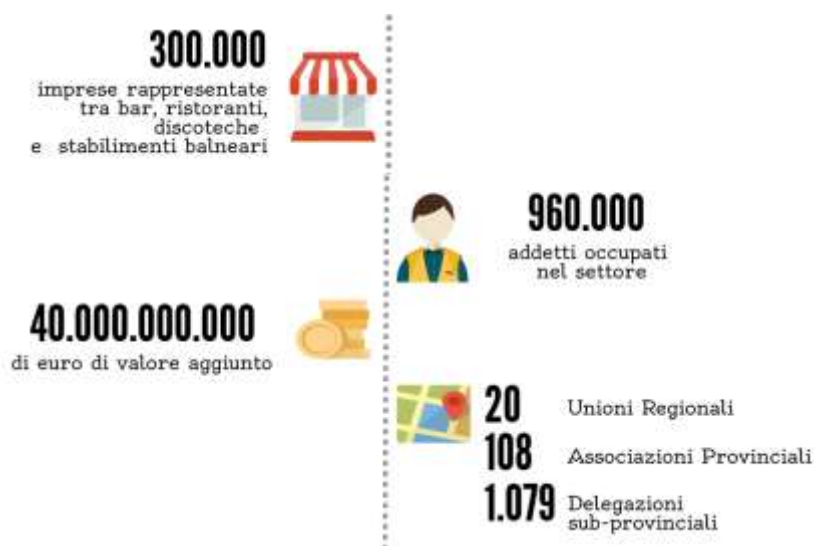 300.000
imprese rappresentate
tra bar, ristoranti,
discoteche
e stabilimenti balneari
960.000
addetti occupati
nel settore
40.000.000.000
di euro di valore aggiunto
20 Unioni Regionali
108 Associazioni Provinciali
1.079 Delegazioni
sub-provinciali